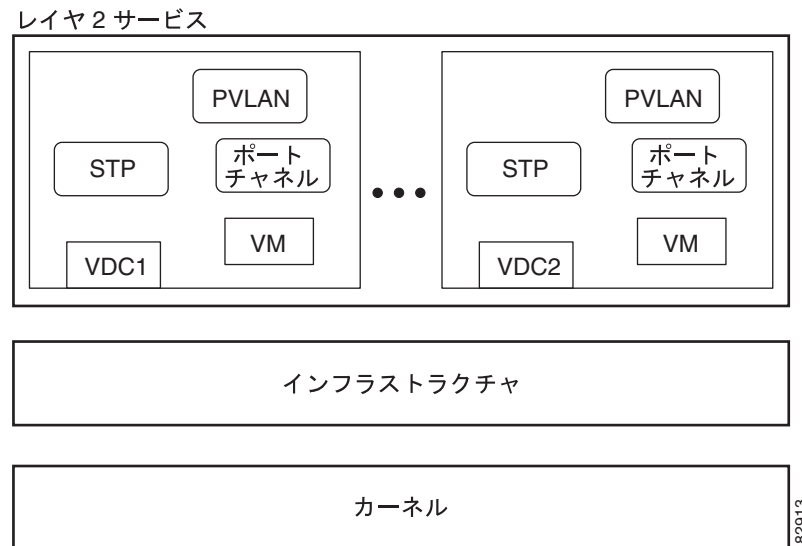 レイヤ 2 サービス
PVLAN
STP
ポート
チャネル
VM
VDC1
•••
PVLAN
STP
ポート
チャネル
VM
VDC2
インフラストラクチャ
カーネル